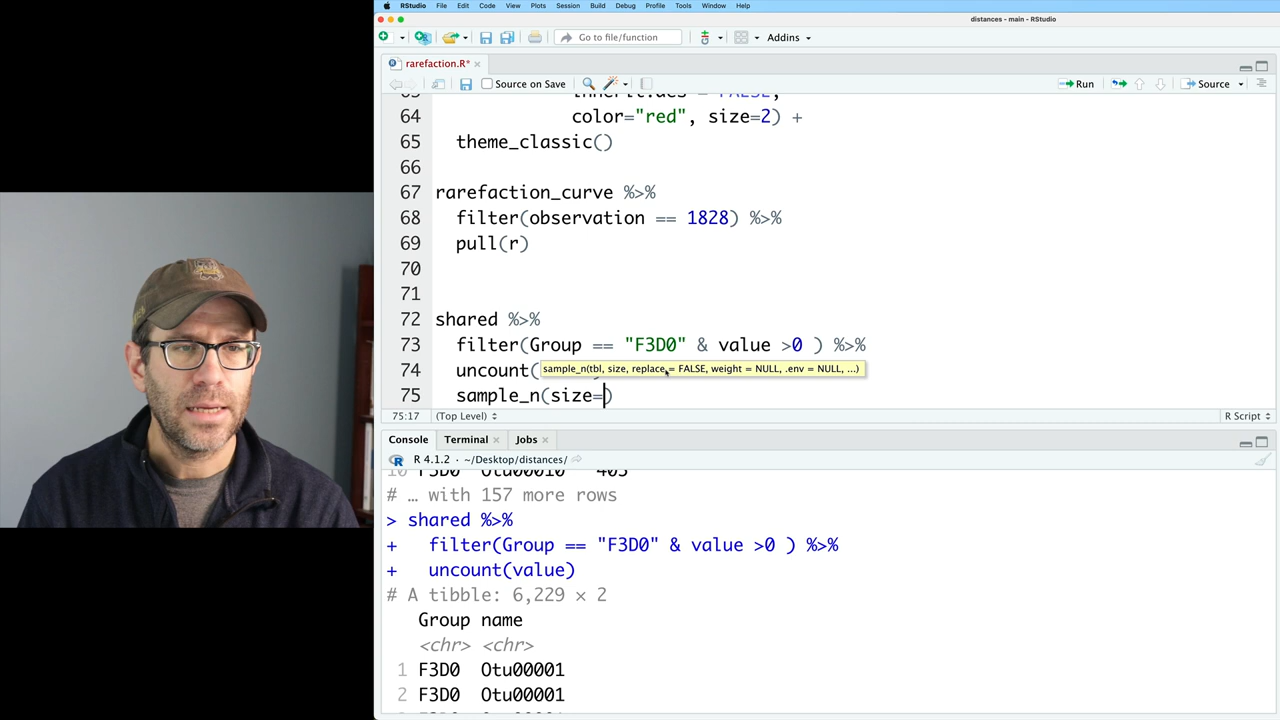 RStudio File Edit Code View Plots Session Build Debug Profile Tools Window Help
distances - main - RStudio
Go to file/function Addins
rarefaction.R*
Source on Save Run Source
64 color="red", size=2) +
65 theme_classic()
66
67 rarefaction_curve %>%
68 filter(observation == 1828) %>%
69 pull(r)
70
71
72 shared %>%
73 filter(Group == "F3D0" & value >0 ) %>%
74 uncount(
sample_n(tbl, size, replace = FALSE, weight = NULL, .env = NULL, ...)
75 sample_n(size=)
75:17 (Top Level) R Script
Console Terminal Jobs
R 4.1.2 · ~/Desktop/distances/
10 F3D0 Otu00010 403
# … with 157 more rows
> shared %>%
+ filter(Group == "F3D0" & value >0 ) %>%
+ uncount(value)
# A tibble: 6,229 × 2
Group name
<chr> <chr>
1 F3D0 Otu00001
2 F3D0 Otu00001